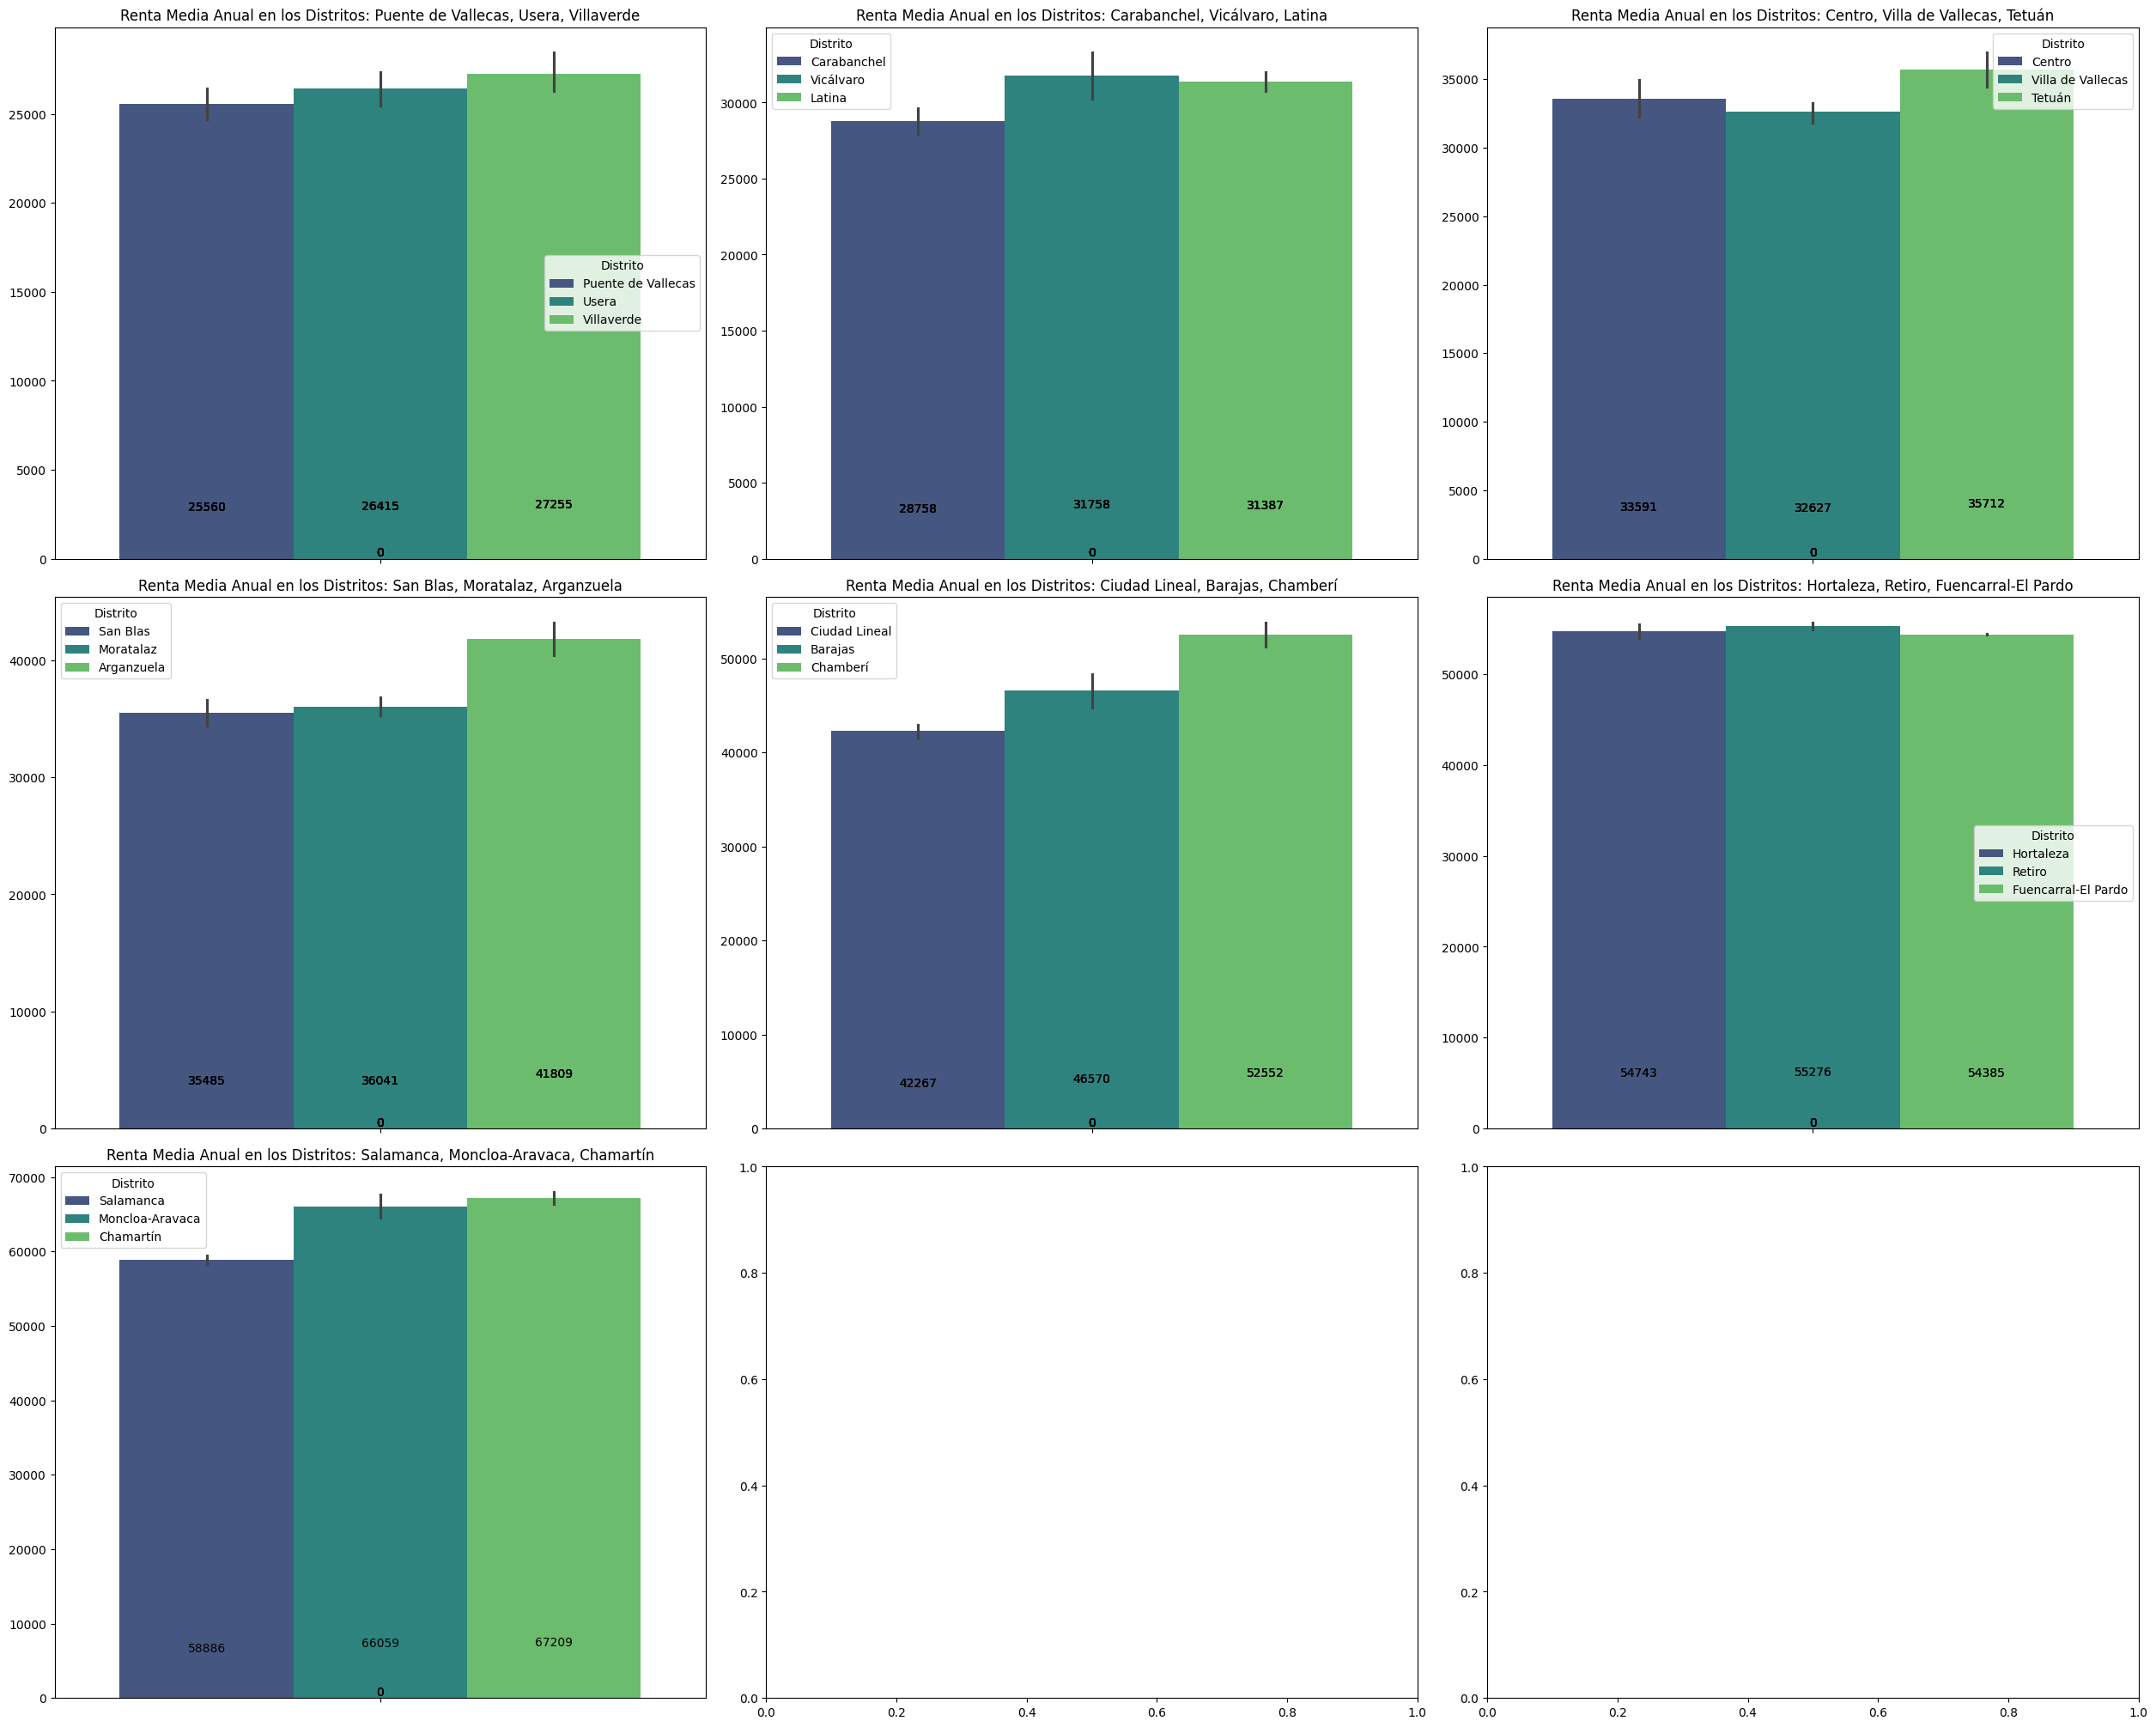 Renta Media Anual en los Distritos: Puente de Vallecas, Usera, Villaverde
25000
20000
15000
10000
5000
0
Distrito
Puente de Vallecas
Usera
Villaverde
25560
26415
27255
0
Renta Media Anual en los Distritos: Carabanchel, Vicálvaro, Latina
Distrito
Carabanchel
Vicálvaro
Latina
30000
25000
20000
15000
10000
5000
0
28758
31758
31387
0
Renta Media Anual en los Distritos: Centro, Villa de Vallecas, Tetuán
Distrito
Centro
Villa de Vallecas
Tetuán
35000
30000
25000
20000
15000
10000
5000
0
33591
32627
35712
0
Renta Media Anual en los Distritos: San Blas, Moratalaz, Arganzuela
Distrito
San Blas
Moratalaz
Arganzuela
40000
30000
20000
10000
0
35485
36041
41809
0
Renta Media Anual en los Distritos: Ciudad Lineal, Barajas, Chamberí
Distrito
Ciudad Lineal
Barajas
Chamberí
50000
40000
30000
20000
10000
0
42267
46570
52552
0
Renta Media Anual en los Distritos: Hortaleza, Retiro, Fuencarral-El Pardo
50000
40000
30000
20000
10000
0
Distrito
Hortaleza
Retiro
Fuencarral-El Pardo
54743
55276
54385
0
Renta Media Anual en los Distritos: Salamanca, Moncloa-Aravaca, Chamartín
Distrito
Salamanca
Moncloa-Aravaca
Chamartín
70000
60000
50000
40000
30000
20000
10000
0
58886
66059
67209
0
1.0
0.8
0.6
0.4
0.2
0.0
0.0 0.2 0.4 0.6 0.8 1.0
1.0
0.8
0.6
0.4
0.2
0.0
0.0 0.2 0.4 0.6 0.8 1.0